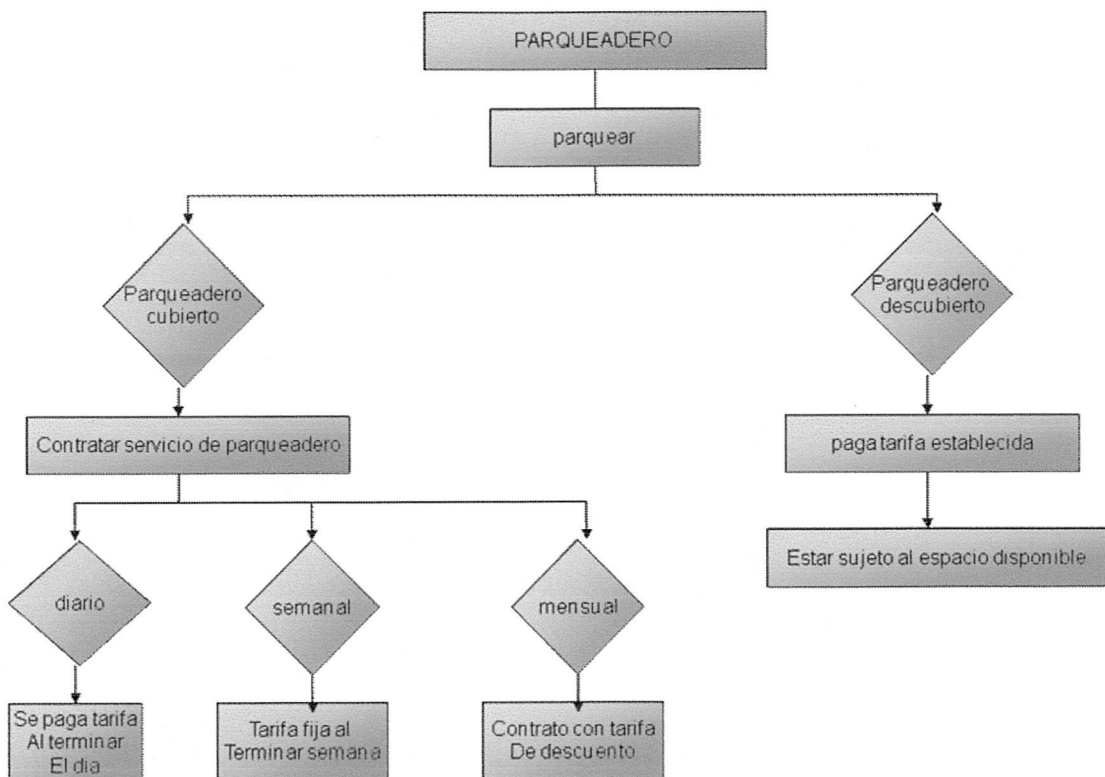 PARQUEADERO
parquear
Parqueadero
cubierto
Parqueadero
descubierto
Contratar servicio de parqueadero
paga tarifa establecida
Estar sujeto al espacio disponible
diario
semanal
mensual
Se paga tarifa
Al terminar
El dia
Tarifa fija al
Terminar semana
Contrato con tarifa
De descuento